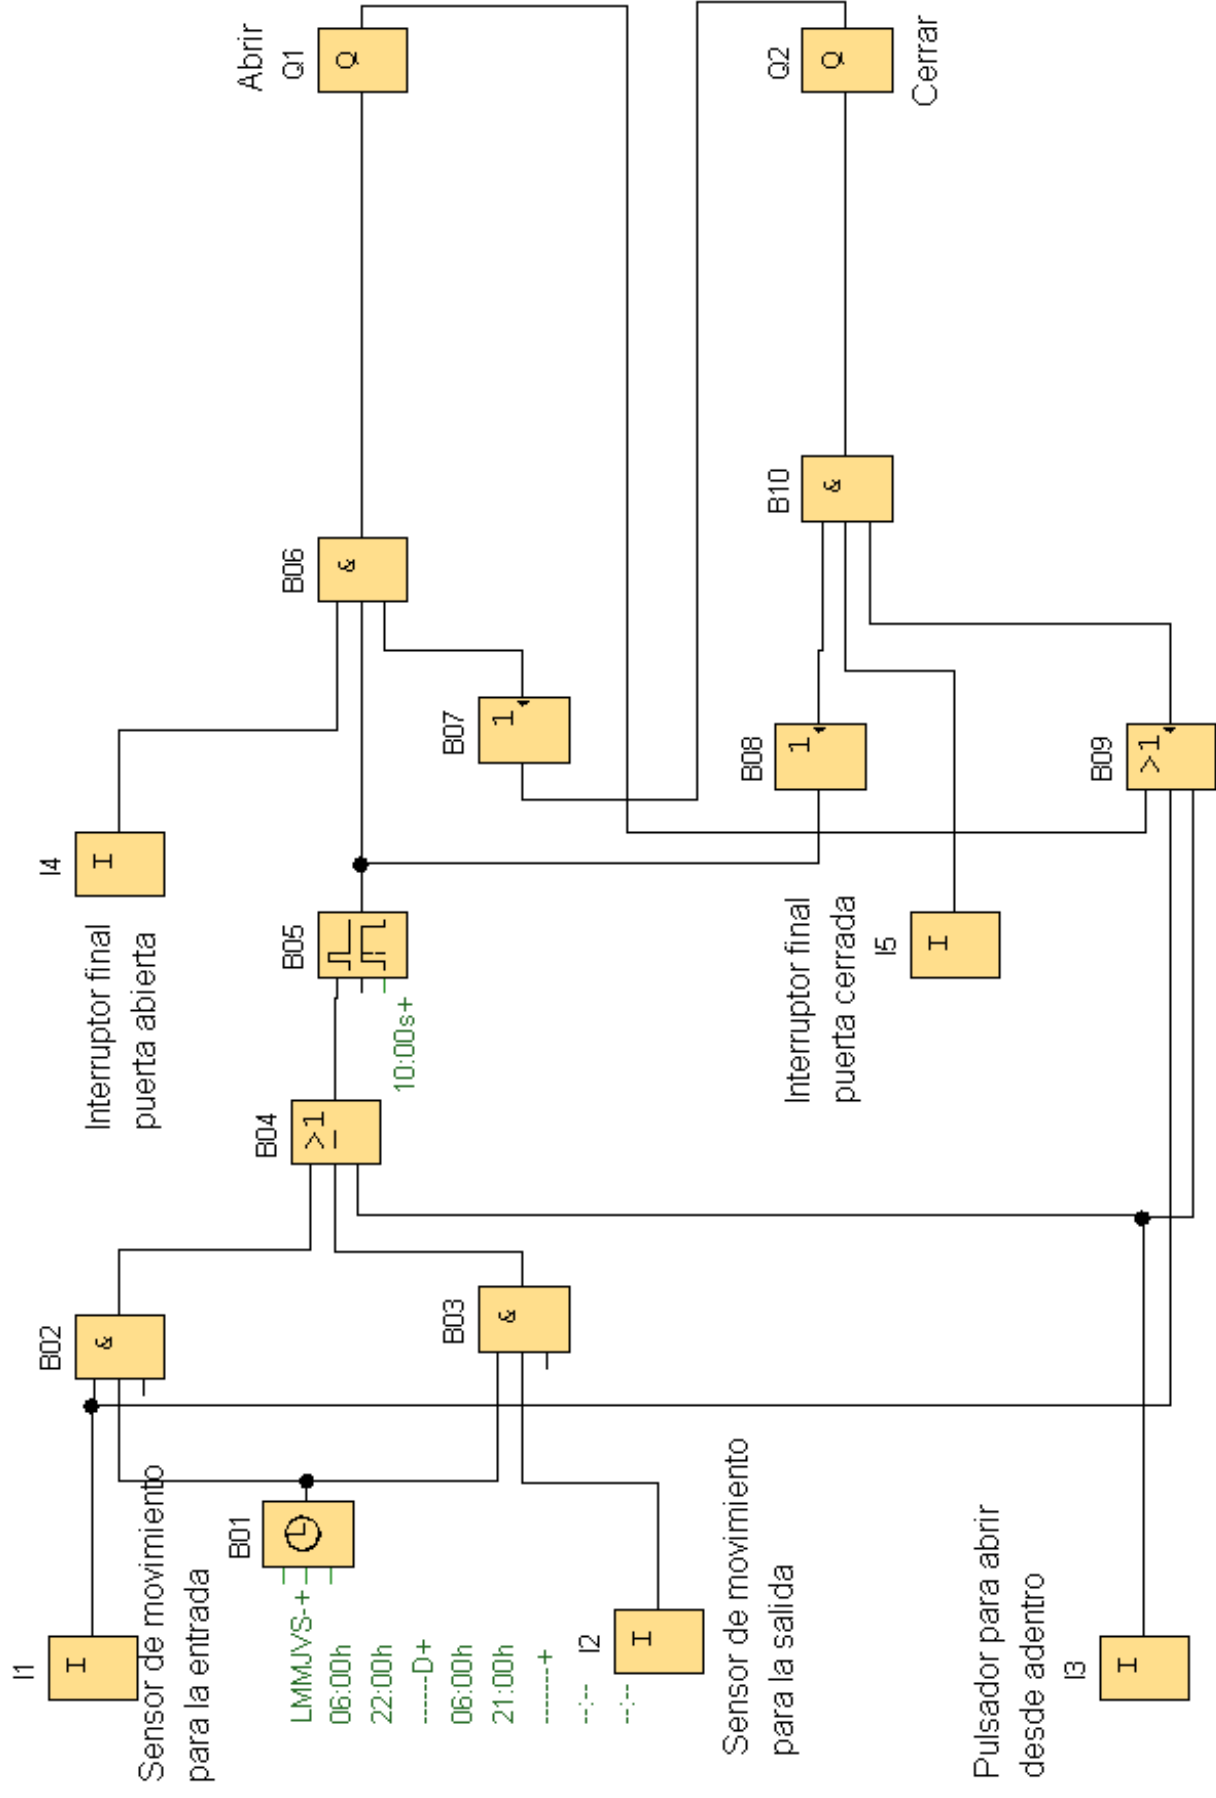 I1
I
Sensor de movimiento
para la entrada
B02
&
I4
I
Interruptor final
puerta abierta
B01
LMMJVS-+
06:00h
22:00h
------D+
06:00h
21:00h
-------+
--:--
--:--
B04
>1
B05
10:00s+
B06
&
Abrir
Q1
Q
B03
&
B07
1
I2
I
Sensor de movimiento
para la salida
B08
1
B10
&
Q2
Q
Cerrar
Interruptor final
puerta cerrada
I5
I
Pulsador para abrir
desde adentro
I3
I
B09
>1